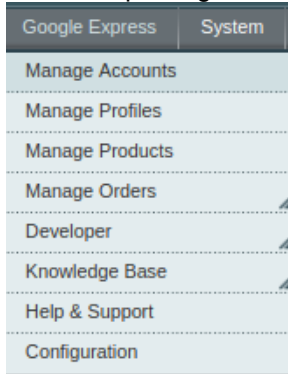 Google Express System
Manage Accounts
Manage Profiles
Manage Products
Manage Orders
Developer
Knowledge Base
Help & Support
Configuration